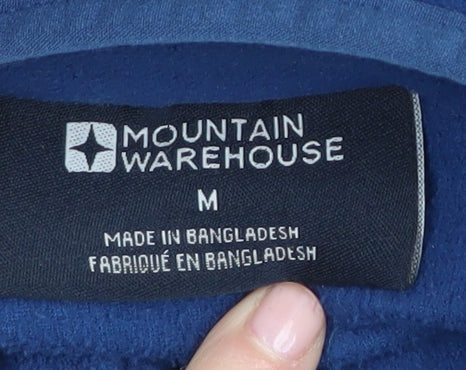 MOUNTAIN
WAREHOUSE
M
MADE IN BANGLADESH
FABRIQUÉ EN BANGLADESH